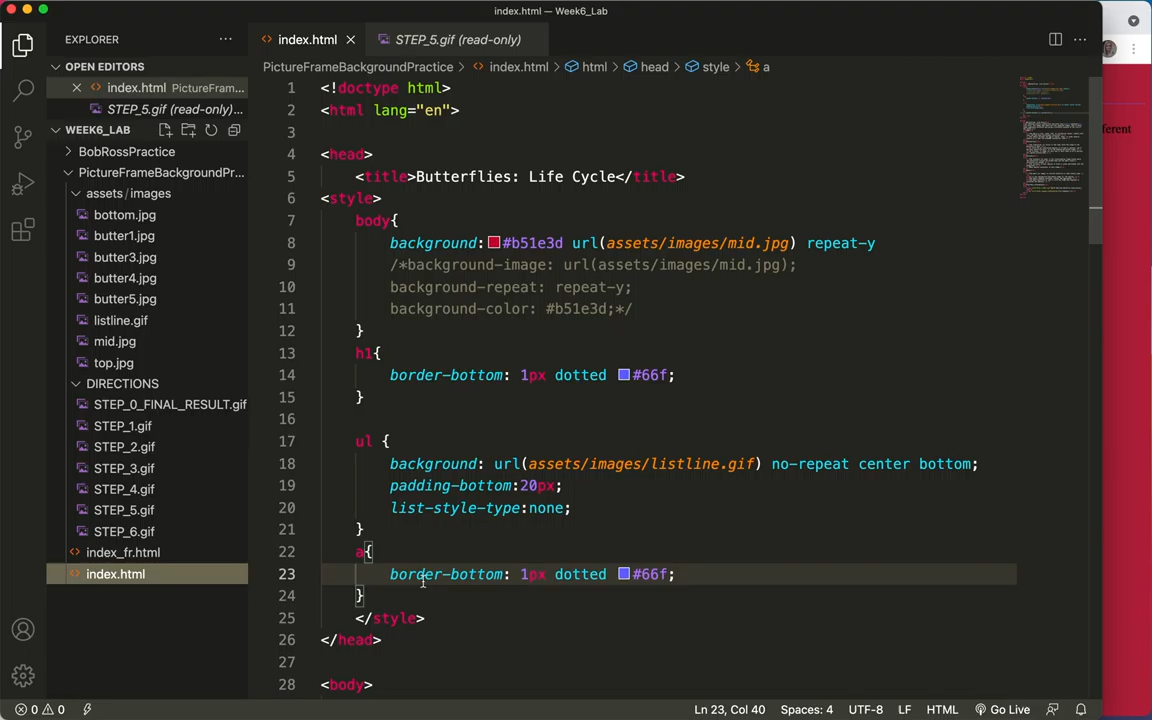 index.html — Week6_Lab
EXPLORER
index.html
STEP_5.gif (read-only)
OPEN EDITORS
PictureFrameBackgroundPractice > index.html > html > head > style > a
index.html PictureFram...
STEP_5.gif (read-only)...
WEEK6_LAB
BobRossPractice
PictureFrameBackgroundPr...
assets/images
bottom.jpg
butter1.jpg
butter3.jpg
butter4.jpg
butter5.jpg
listline.gif
mid.jpg
top.jpg
DIRECTIONS
STEP_0_FINAL_RESULT.gif
STEP_1.gif
STEP_2.gif
STEP_3.gif
STEP_4.gif
STEP_5.gif
STEP_6.gif
index_fr.html
index.html
1 <!doctype html>
2 <html lang="en">
3
4 <head>
5 <title>Butterflies: Life Cycle</title>
6 <style>
7 body{
8 background:#b51e3d url(assets/images/mid.jpg) repeat-y
9 /*background-image: url(assets/images/mid.jpg);
10 background-repeat: repeat-y;
11 background-color: #b51e3d;*/
12 }
13 h1{
14 border-bottom: 1px dotted #66f;
15 }
16
17 ul {
18 background: url(assets/images/listline.gif) no-repeat center bottom;
19 padding-bottom:20px;
20 list-style-type:none;
21 }
22 a{
23 border-bottom: 1px dotted #66f;
24 }
25 </style>
26 </head>
27
28 <body>
ferent
0 0
Ln 23, Col 40 Spaces: 4 UTF-8 LF HTML Go Live